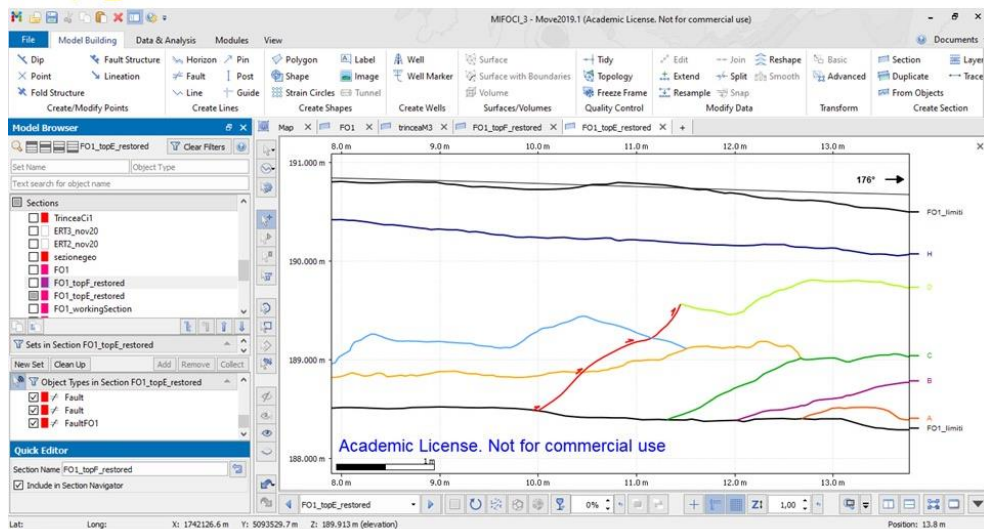 MIFOCI_3 - Move2019.1 (Academic License. Not for commercial use)
File Model Building Data & Analysis Modules View Documents
Dip Fault Structure Horizon Pin Polygon Label Well Surface Tidy Edit Join Reshape Basic Section Layer
Point Lineation Fault Post Shape Image Well Marker Surface with Boundaries Topology Extend Split Smooth Advanced Duplicate Trace
Fold Structure Line Guide Strain Circles Tunnel Volume Freeze Frame Resample Snap From Objects
Create/Modify Points Create Lines Create Shapes Create Wells Surfaces/Volumes Quality Control Modify Data Transform Create Section
Model Browser Map FO1 trinceaM3 FO1_topF_restored FO1_topE_restored
FO1_topE_restored Clear Filters
Set Name Object Type
Text search for object name
Sections
TrinceaCi1
ERT3_nov20
ERT2_nov20
sezionegeo
FO1
FO1_topF_restored
FO1_topE_restored
FO1_workingSection
Sets in Section FO1_topE_restored
New Set Clean Up Add Remove Collect
Object Types in Section FO1_topE_restored
Fault
Fault
FaultFO1
Quick Editor
Section Name FO1_topF_restored
Include in Section Navigator
8.0 m 9.0 m 10.0 m 11.0 m 12.0 m 13.0 m
191.000 m
176°
FO1_limiti
H
190.000 m
D
189.000 m
C
B
A
FO1_limiti
Academic License. Not for commercial use
188.000 m
1 m
8.0 m 9.0 m 10.0 m 11.0 m 12.0 m 13.0 m
FO1_topE_restored 0% Z: 1,00
Lat: Long: X: 1742126.6 m Y: 5093529.7 m Z: 189.913 m (elevation) Position: 13.8 m